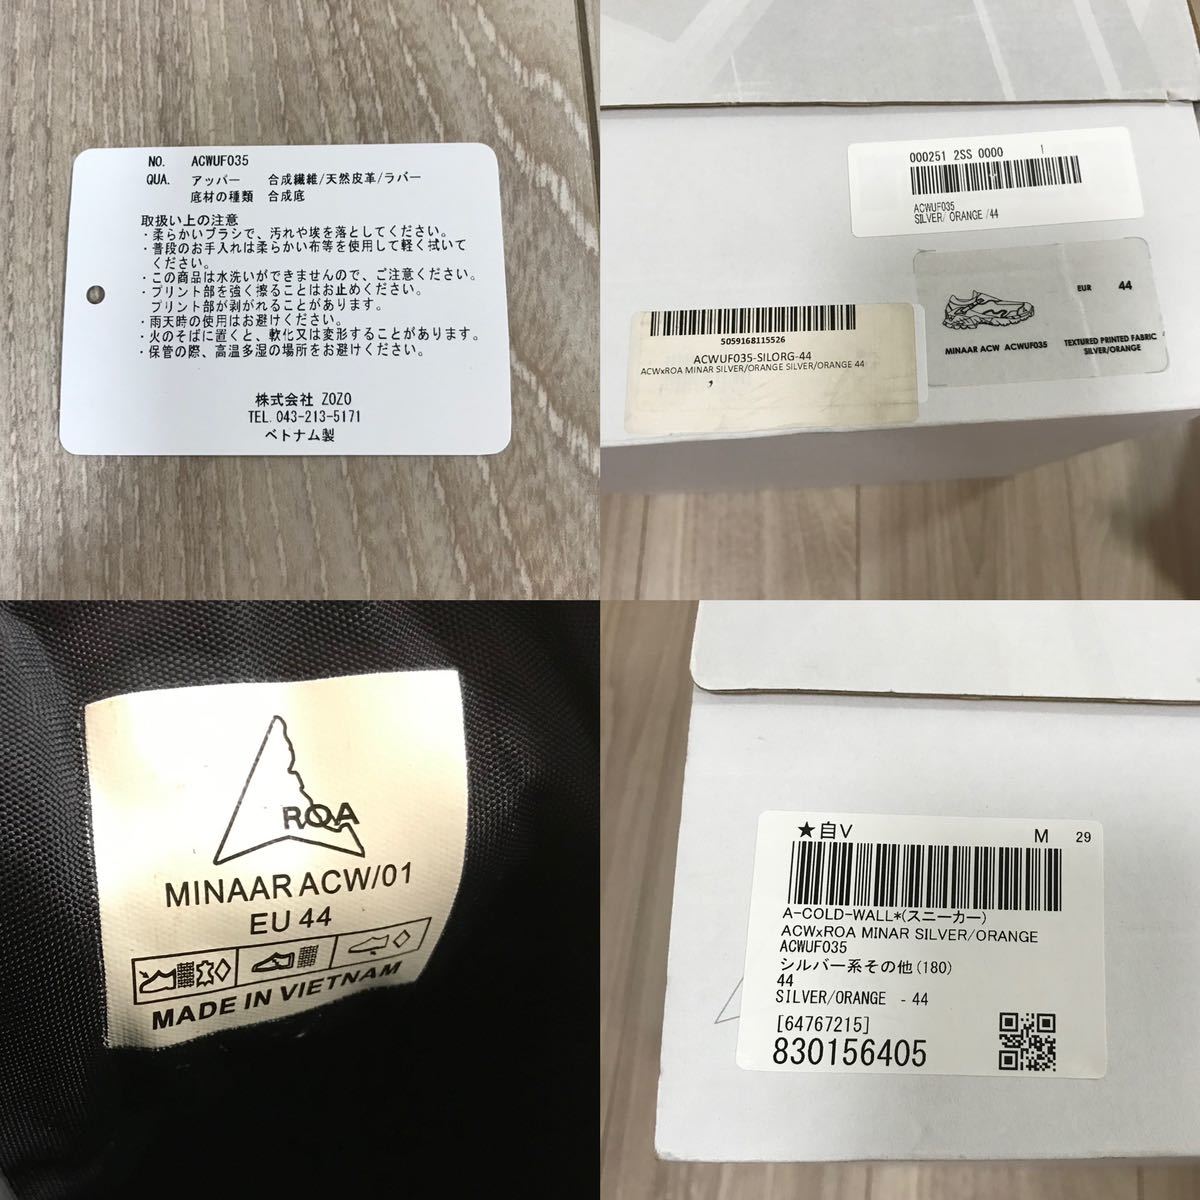 NO. ACWUF035
QUA. アッパー 合成繊維/天然皮革/ラバー
底材の種類 合成底
取扱い上の注意
・柔らかいブラシで、汚れや埃を落としてください。
・普段のお手入れは柔らかい布等を使用して軽く拭いて
ください。
・この商品は水洗いができませんので、ご注意ください。
・プリント部を強く擦ることはお止めください。
プリント部が剥がれることがあります。
・雨天時の使用はお避けください。
・火のそばに置くと、軟化又は変形することがあります。
・保管の際、高温多湿の場所をお避けください。
株式会社 ZOZO
TEL. 043-213-5171
ベトナム製
000251 2SS 0000 1
ACWUF035
SILVER/ ORANGE /44
EUR 44
MINAAR ACW ACWUF035 TEXTURED PRINTED FABRIC
SILVER/ORANGE
5059168115526
ACWUF035-SILORG-44
ACWxROA MINAR SILVER/ORANGE SILVER/ORANGE 44
ROA
MINAAR ACW/01
EU 44
MADE IN VIETNAM
★自V M 29
A-COLD-WALL*(スニーカー)
ACWxROA MINAR SILVER/ORANGE
ACWUF035
シルバー系その他(180)
44
SILVER/ORANGE - 44
[64767215]
830156405